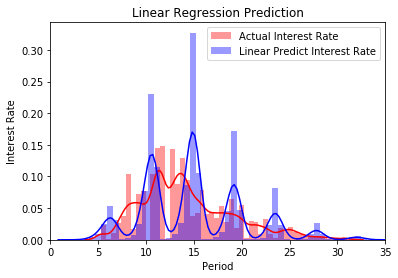 Linear Regression Prediction
Actual Interest Rate
Linear Predict Interest Rate
Interest Rate
0.30
0.25
0.20
0.15
0.10
0.05
0.00
0 5 10 15 20 25 30 35
Period